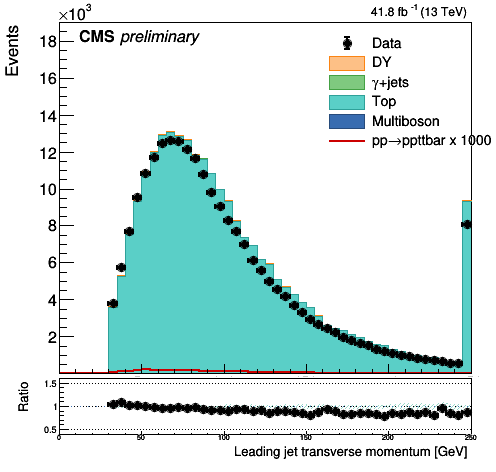 ×10³
41.8 fb⁻¹ (13 TeV)
CMS preliminary
Events
18
16
14
12
10
8
6
4
2
Data
DY
γ+jets
Top
Multiboson
pp→ppttbar x 1000
Ratio
1.5
1
0.5
0 50 100 150 200 250
Leading jet transverse momentum [GeV]